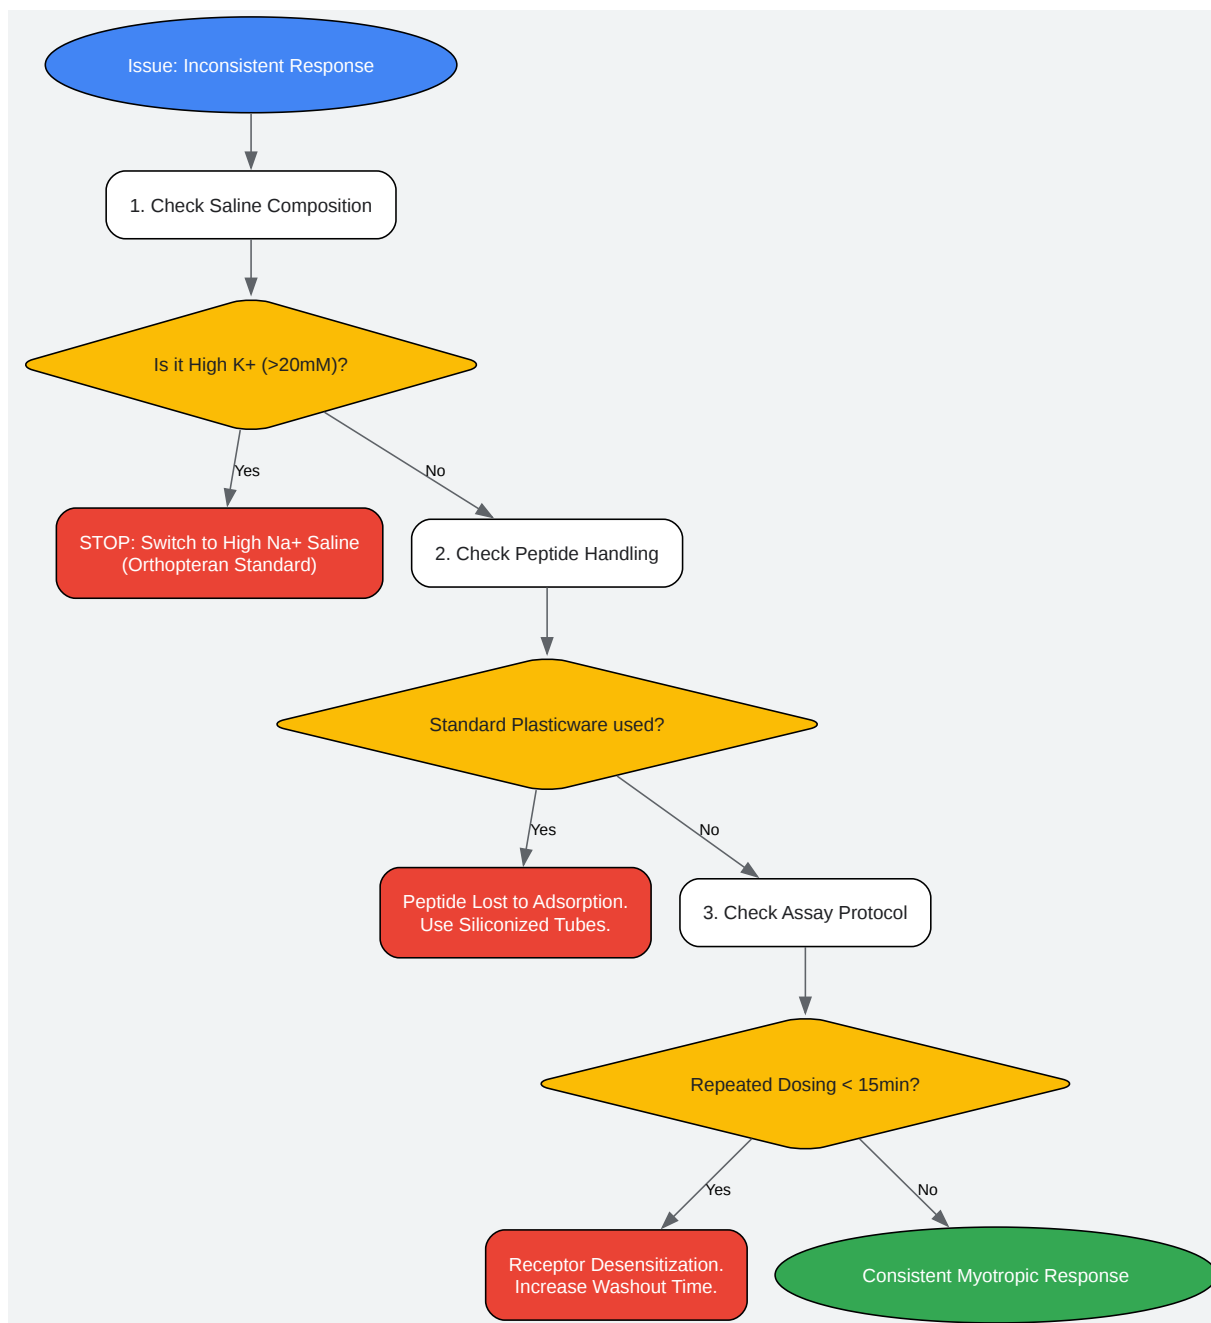 Issue: Inconsistent Response
1. Check Saline Composition
Is it High K+ (>20mM)?
Yes
No
STOP: Switch to High Na+ Saline
(Orthopteran Standard)
2. Check Peptide Handling
Standard Plasticware used?
Yes
No
Peptide Lost to Adsorption.
Use Siliconized Tubes.
3. Check Assay Protocol
Repeated Dosing < 15min?
Yes
No
Receptor Desensitization.
Increase Washout Time.
Consistent Myotropic Response